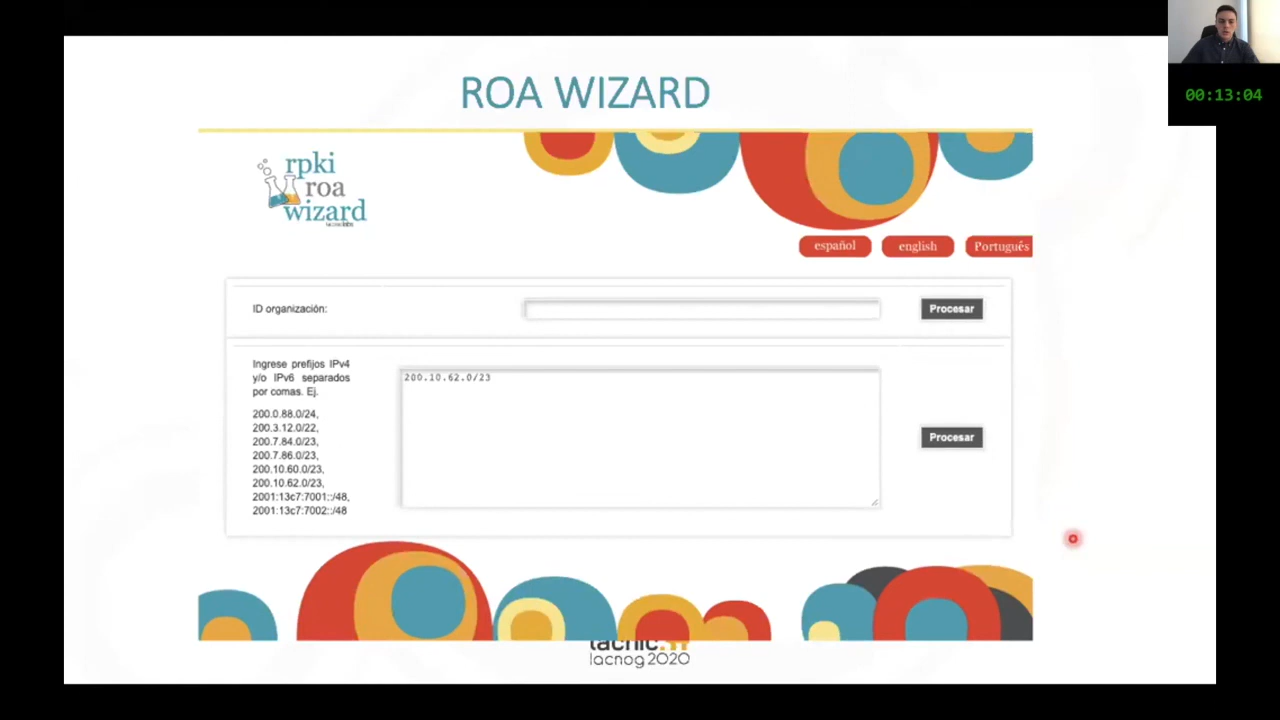 00:13:04
ROA WIZARD
rpki
roa
wizard
español
english
Português
ID organización:
Procesar
Ingrese prefijos IPv4
y/o IPv6 separados
por comas. Ej.
200.0.88.0/24,
200.3.12.0/22,
200.7.84.0/23,
200.7.86.0/23,
200.10.60.0/23,
200.10.62.0/23,
2001:13c7:7001::/48,
2001:13c7:7002::/48
200.10.62.0/23
Procesar
lacnic
lacnog2020